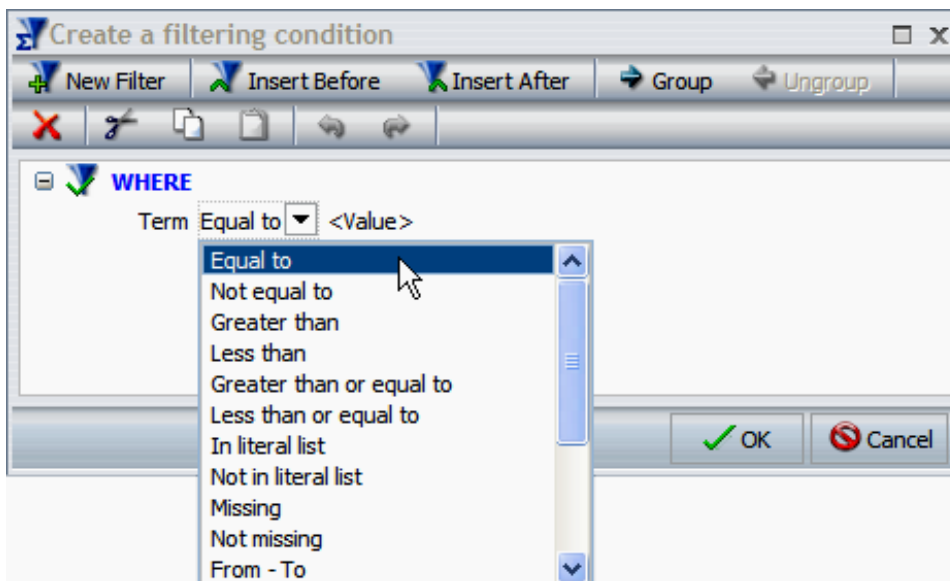 Create a filtering condition
New Filter Insert Before Insert After Group Ungroup
WHERE
Term Equal to <Value>
Equal to
Not equal to
Greater than
Less than
Greater than or equal to
Less than or equal to
In literal list
Not in literal list
Missing
Not missing
From - To
OK Cancel